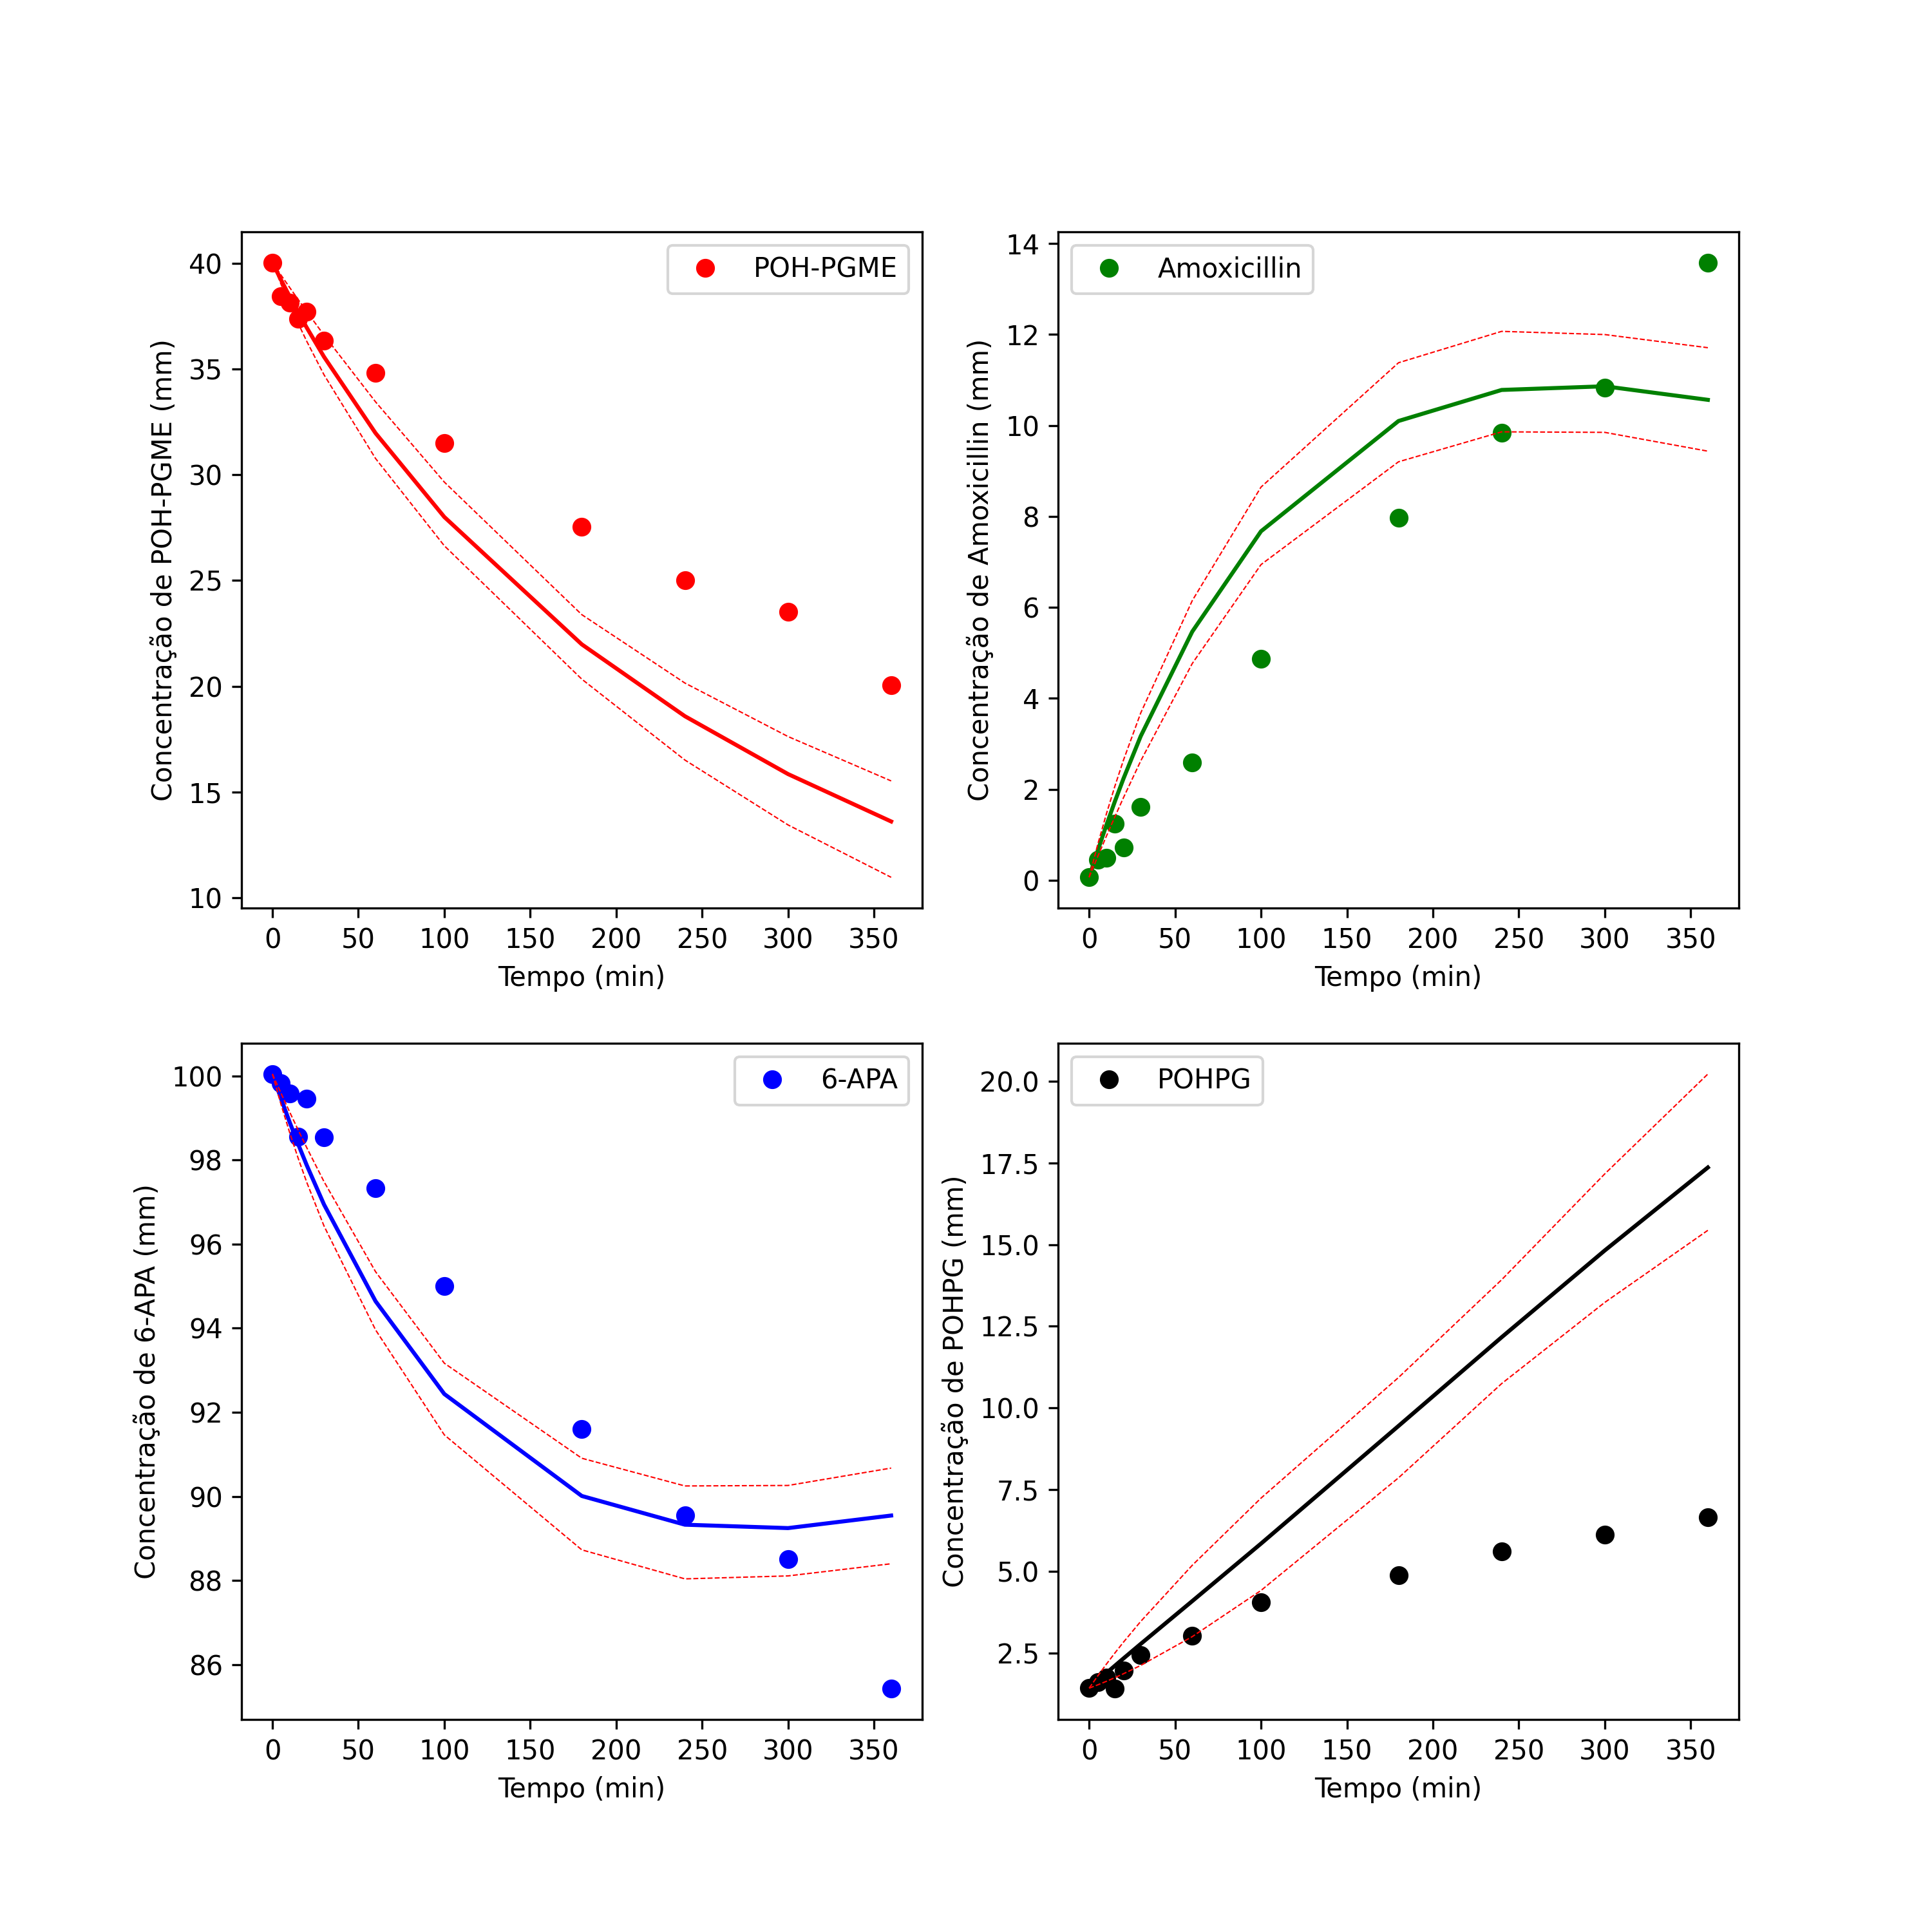 POH-PGME
Concentração de POH-PGME (mm)
40
35
30
25
20
15
10
0 50 100 150 200 250 300 350
Tempo (min)
Amoxicillin
Concentração de Amoxicillin (mm)
14
12
10
8
6
4
2
0
0 50 100 150 200 250 300 350
Tempo (min)
6-APA
Concentração de 6-APA (mm)
100
98
96
94
92
90
88
86
0 50 100 150 200 250 300 350
Tempo (min)
POHPG
Concentração de POHPG (mm)
20.0
17.5
15.0
12.5
10.0
7.5
5.0
2.5
0 50 100 150 200 250 300 350
Tempo (min)